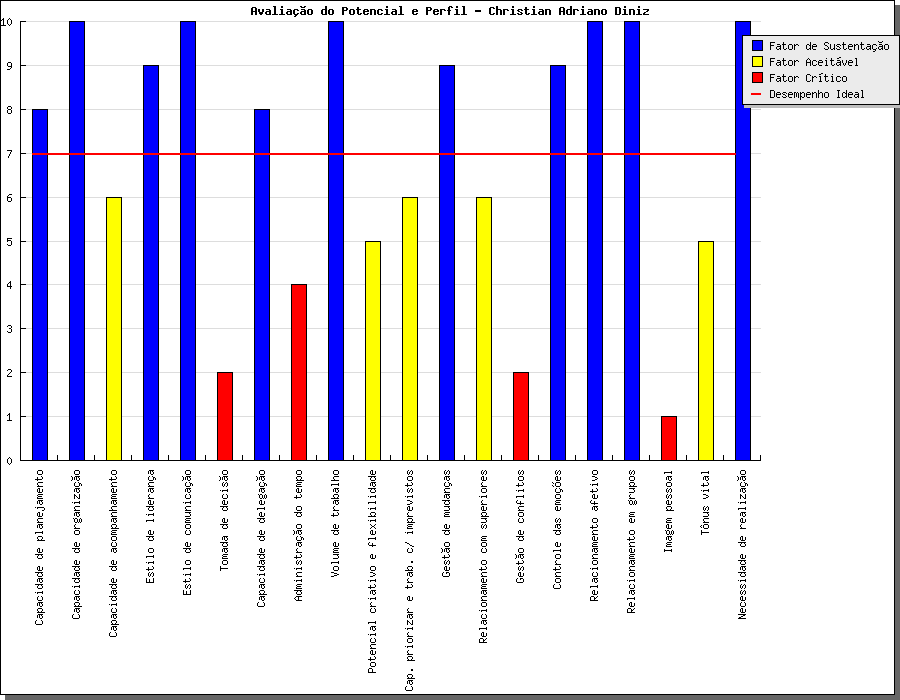 Avaliação do Potencial e Perfil - Christian Adriano Diniz
Fator de Sustentação
Fator Aceitável
Fator Crítico
Desempenho Ideal
10
9
8
7
6
5
4
3
2
1
0
Capacidade de planejamento
Capacidade de organização
Capacidade de acompanhamento
Estilo de liderança
Estilo de comunicação
Tomada de decisão
Capacidade de delegação
Administração do tempo
Volume de trabalho
Potencial criativo e flexibilidade
Cap. priorizar e trab. c/ imprevistos
Gestão de mudanças
Relacionamento com superiores
Gestão de conflitos
Controle das emoções
Relacionamento afetivo
Relacionamento em grupos
Imagem pessoal
Tônus vital
Necessidade de realização